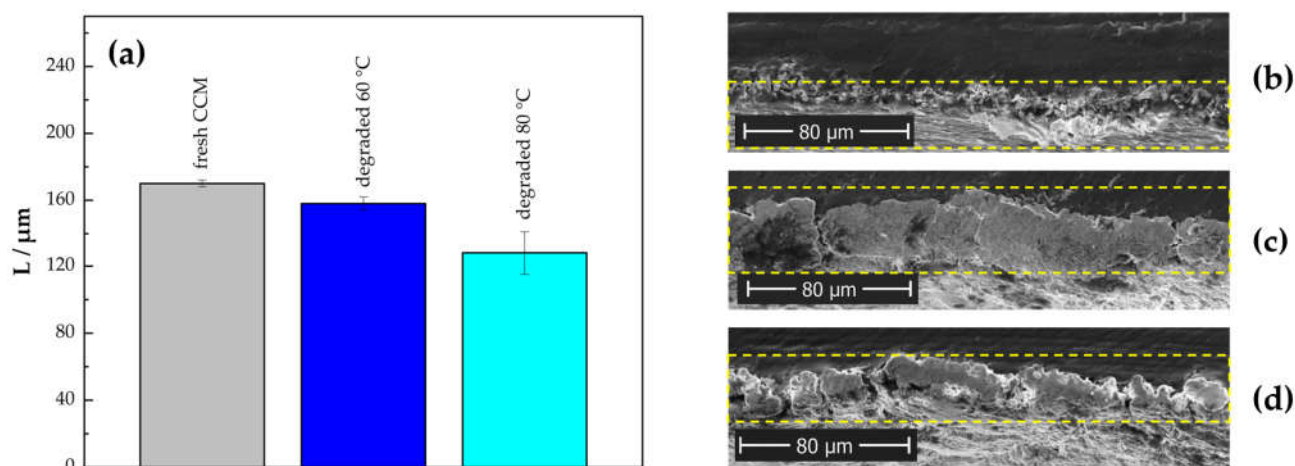 (a)
L / µm
240
200
160
120
80
40
0
fresh CCM
degraded 60 °C
degraded 80 °C
(b)
80 µm
(c)
80 µm
(d)
80 µm